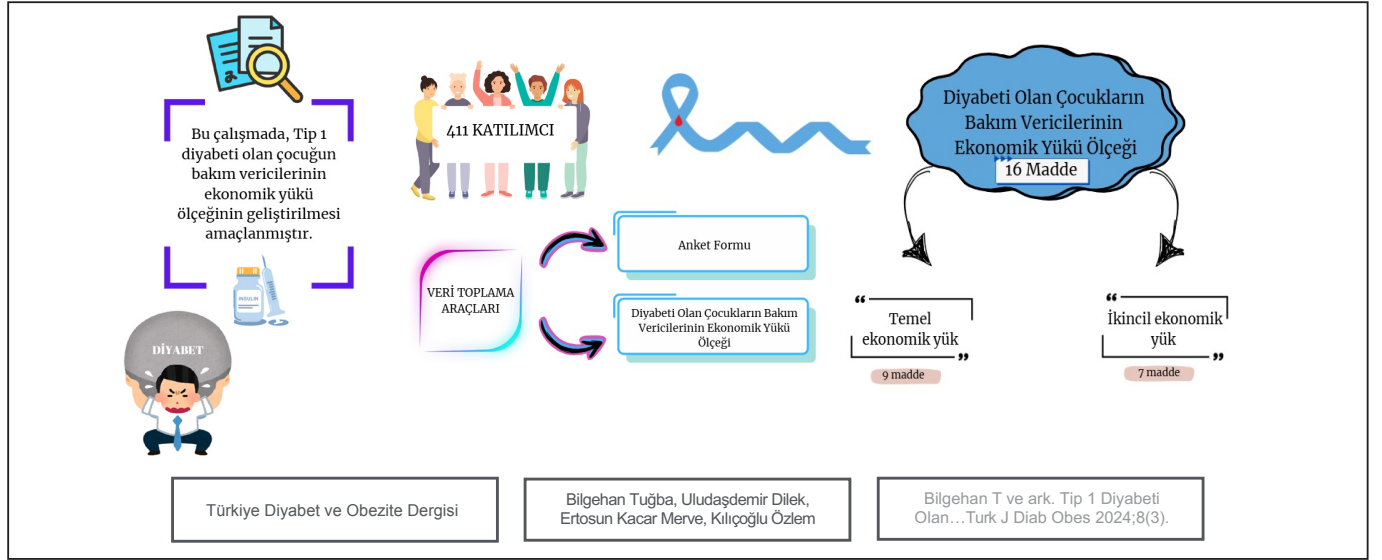 Bu çalışmada, Tip 1
diyabeti olan çocuğun
bakım vericilerinin
ekonomik yükü
ölçeğinin geliştirilmesi
amaçlanmıştır.
INSULIN
DİYABET
411 KATILIMCI
VERİ TOPLAMA
ARAÇLARI
Anket Formu
Diyabeti Olan Çocukların Bakım
Vericilerinin Ekonomik Yükü
Ölçeği
Diyabeti Olan Çocukların
Bakım Vericilerinin
Ekonomik Yükü Ölçeği
16 Madde
“
Temel
ekonomik yük
”
9 madde
“
İkincil ekonomik
yük
”
7 madde
Türkiye Diyabet ve Obezite Dergisi
Bilgehan Tuğba, Uludaşdemir Dilek,
Ertosun Kacar Merve, Kılıçoğlu Özlem
Bilgehan T ve ark. Tip 1 Diyabeti
Olan…Turk J Diab Obes 2024;8(3).